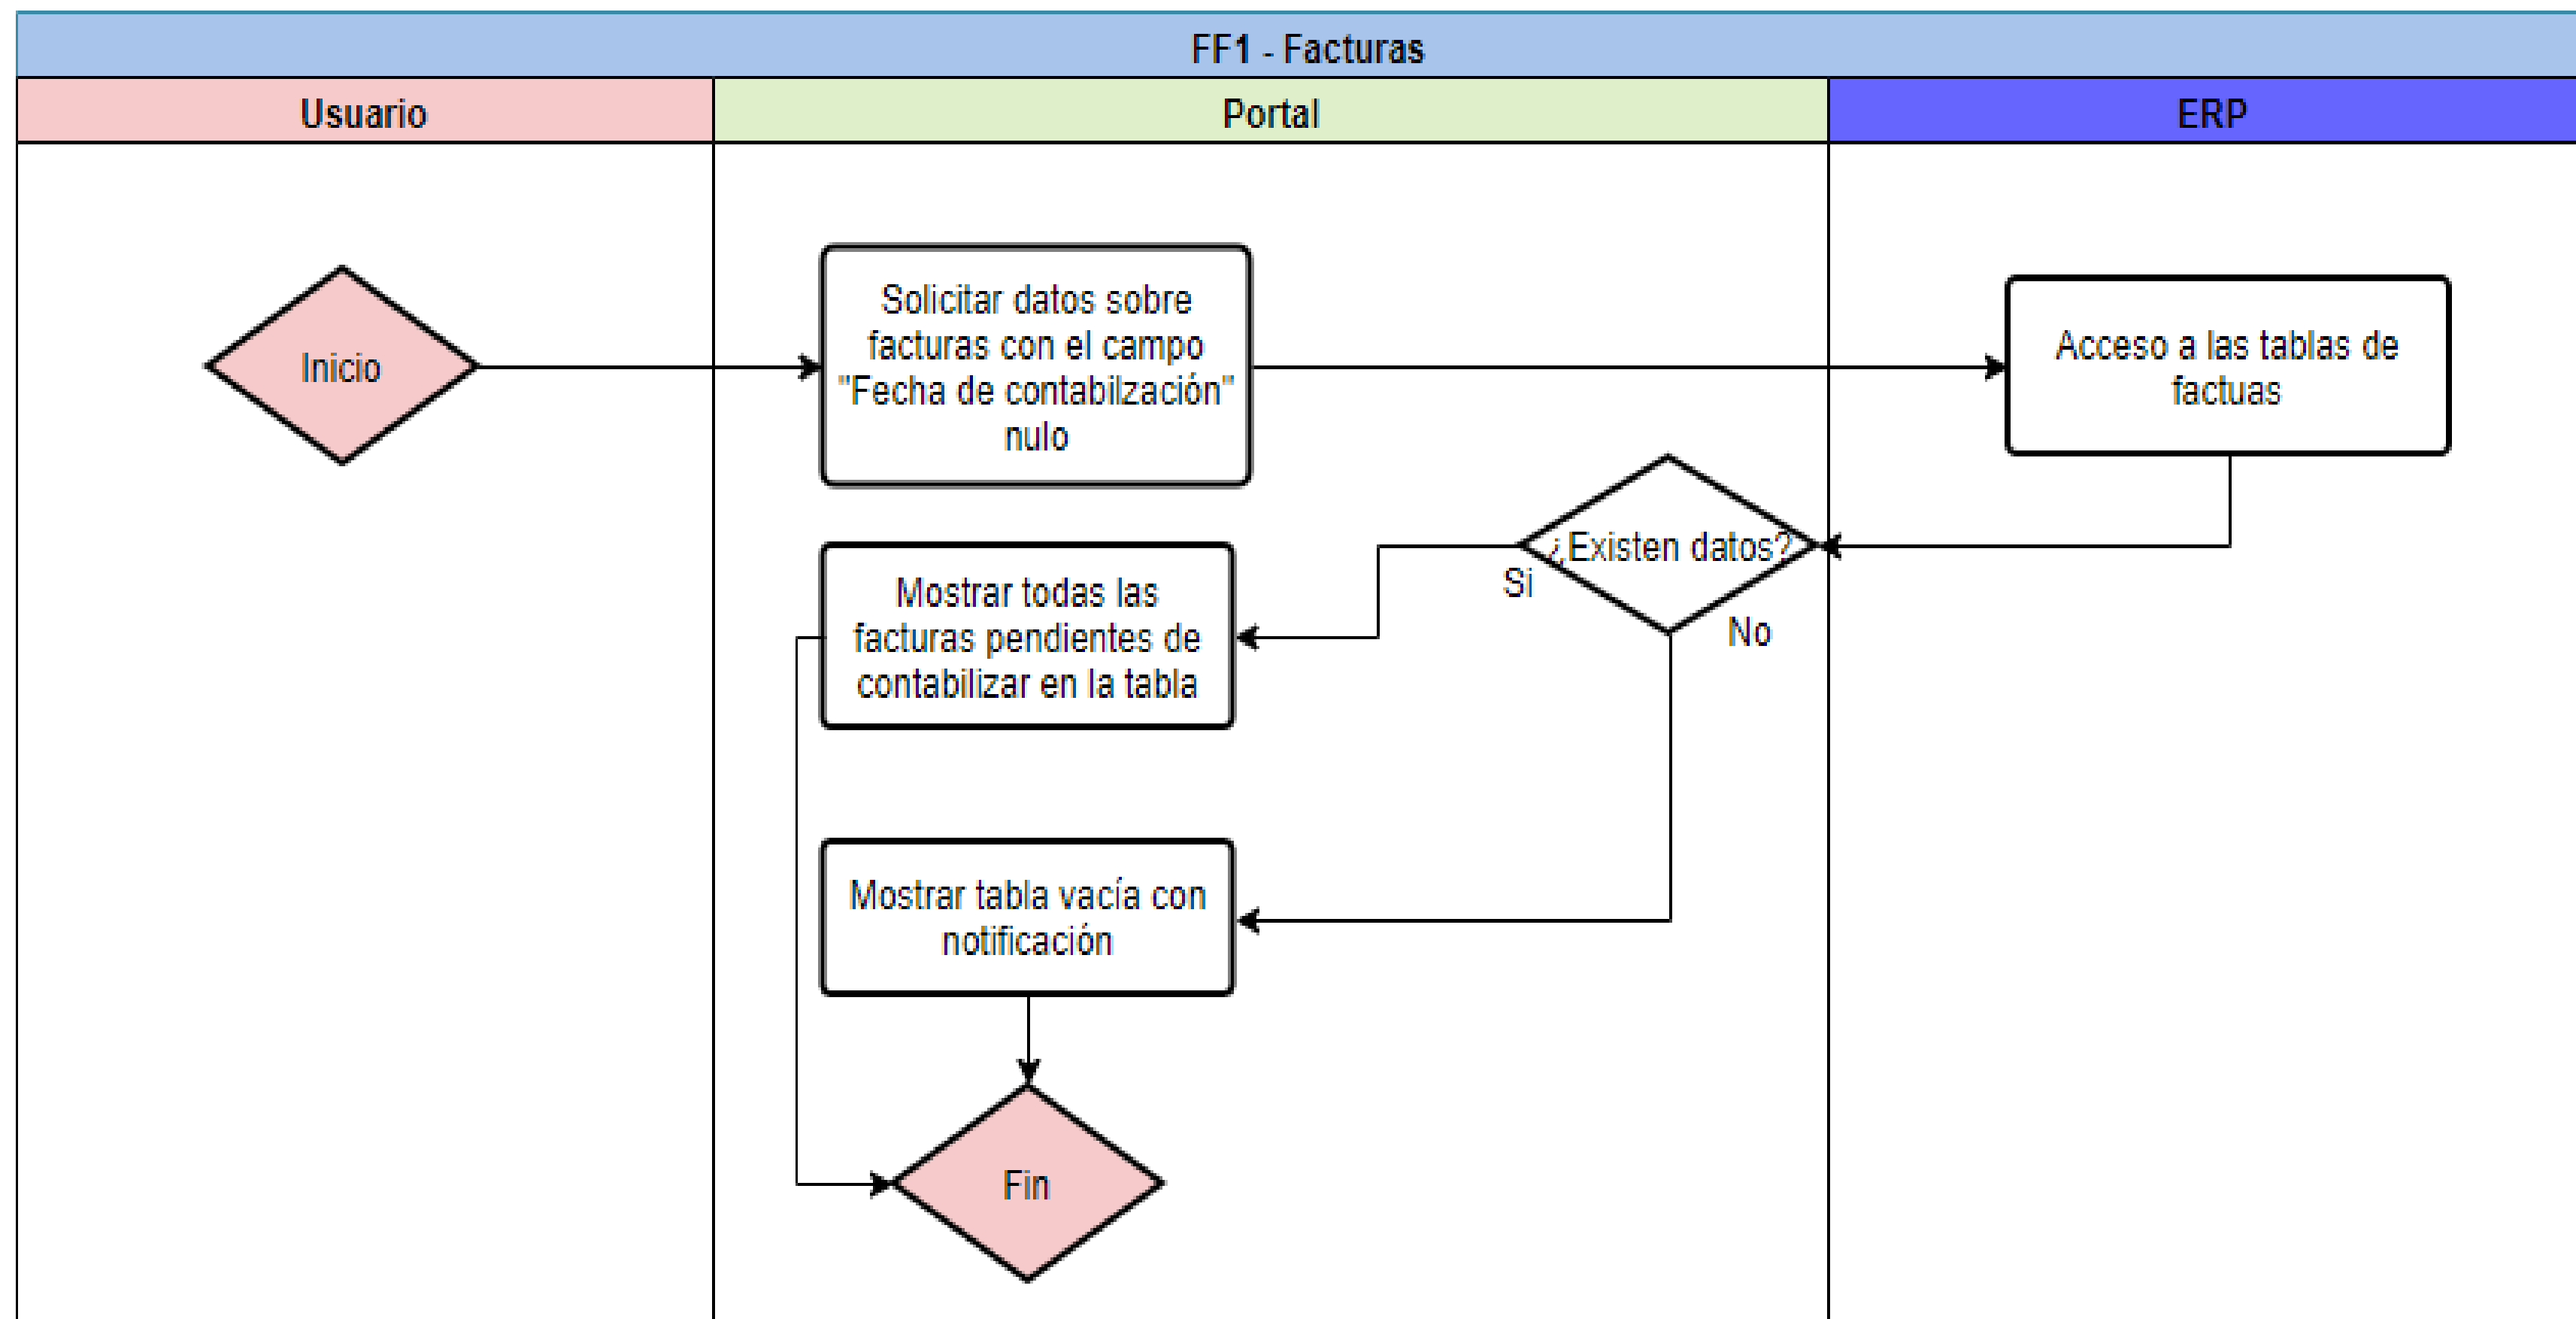 FF1 - Facturas
Usuario
Portal
ERP
Inicio
Solicitar datos sobre
facturas con el campo
"Fecha de contabilzación"
nulo
Acceso a las tablas de
factuas
¿Existen datos?
Si
No
Mostrar todas las
facturas pendientes de
contabilizar en la tabla
Mostrar tabla vacía con
notificación
Fin